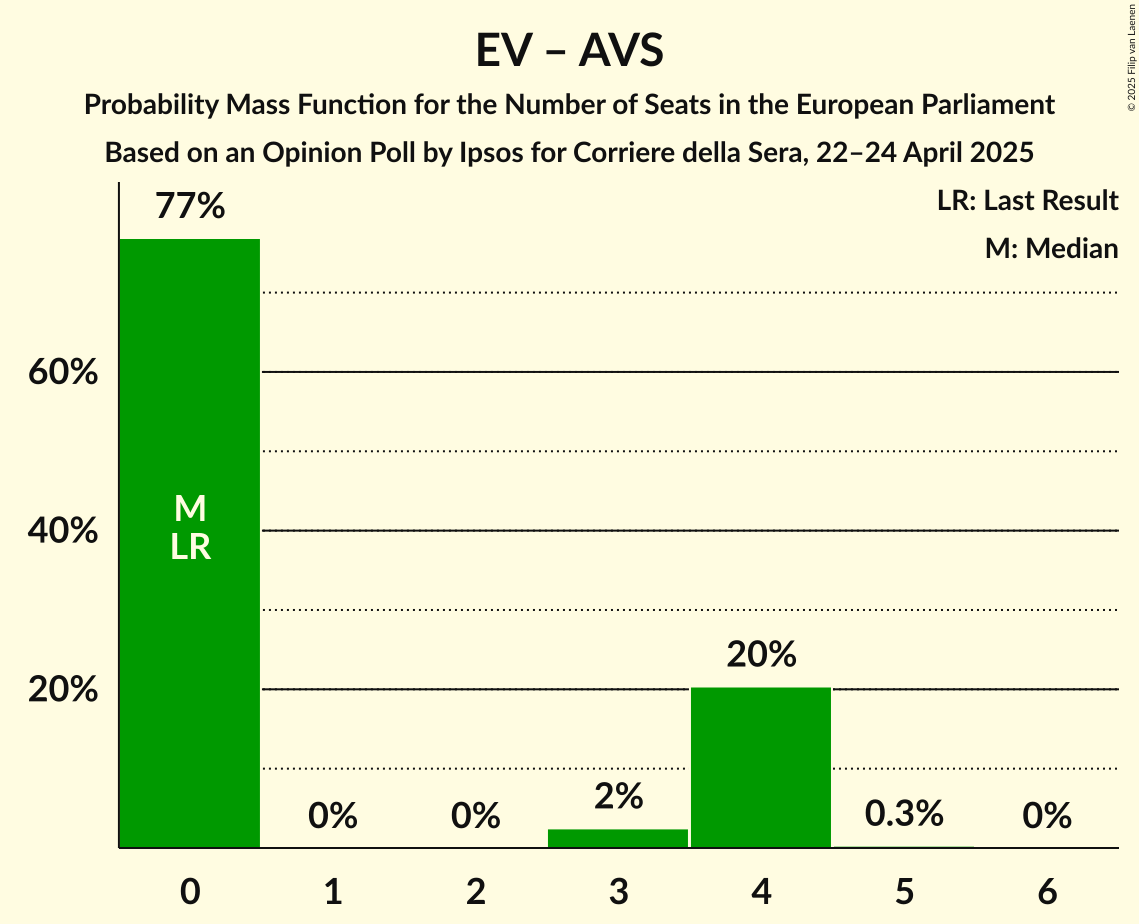 EV – AVS
Probability Mass Function for the Number of Seats in the European Parliament
Based on an Opinion Poll by Ipsos for Corriere della Sera, 22–24 April 2025
© 2025 Filip van Laenen
LR: Last Result
M: Median
77%
60%
40%
20%
M
LR
0%
0%
2%
20%
0.3%
0%
0
1
2
3
4
5
6